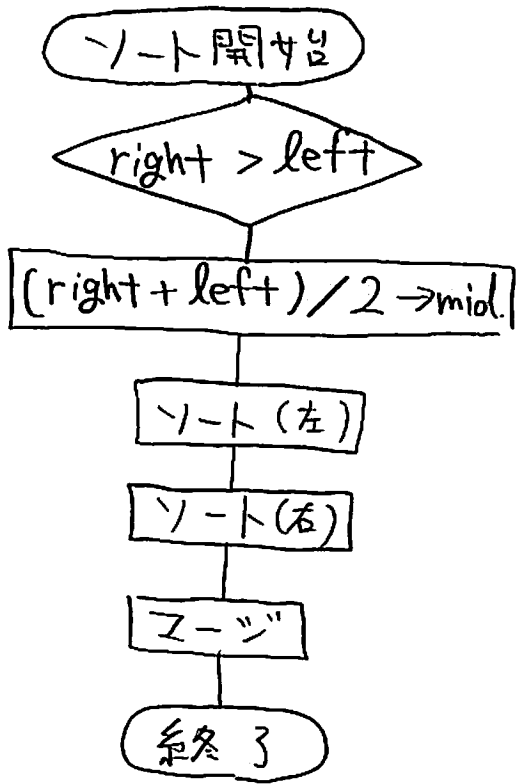 ソート開始
right > left
(right + left) / 2 → mid.
ソート(左)
ソート(右)
マージ
終了